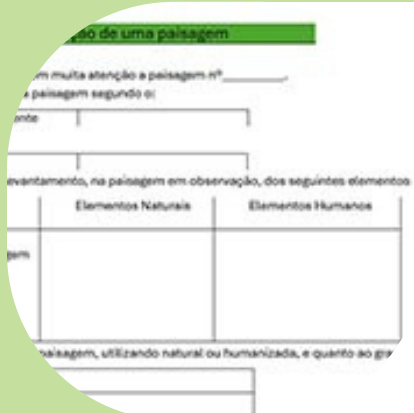 ção de uma paisagem
m muita atenção a paisagem nº________.
a paisagem segundo o:
ente
evantamento, na paisagem em observação, dos seguintes elementos
Elementos Naturais Elementos Humanos
gem
paisagem, utilizando natural ou humanizada, e quanto ao gra